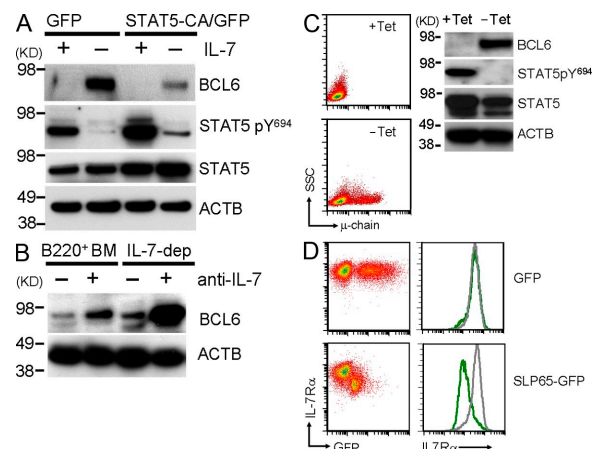 A
GFP STAT5-CA/GFP
(KD) + − + − IL-7
98 BCL6
98 STAT5 pY694
98 STAT5
49 ACTB
38
B
B220+ BM IL-7-dep
(KD) − + − + anti-IL-7
98 BCL6
49 ACTB
38
C
+Tet
−Tet
SSC
μ-chain
(KD) +Tet −Tet
98 BCL6
98 STAT5pY694
98 STAT5
49 ACTB
38
D
GFP
SLP65-GFP
IL-7Rα
GFP
IL7Rα